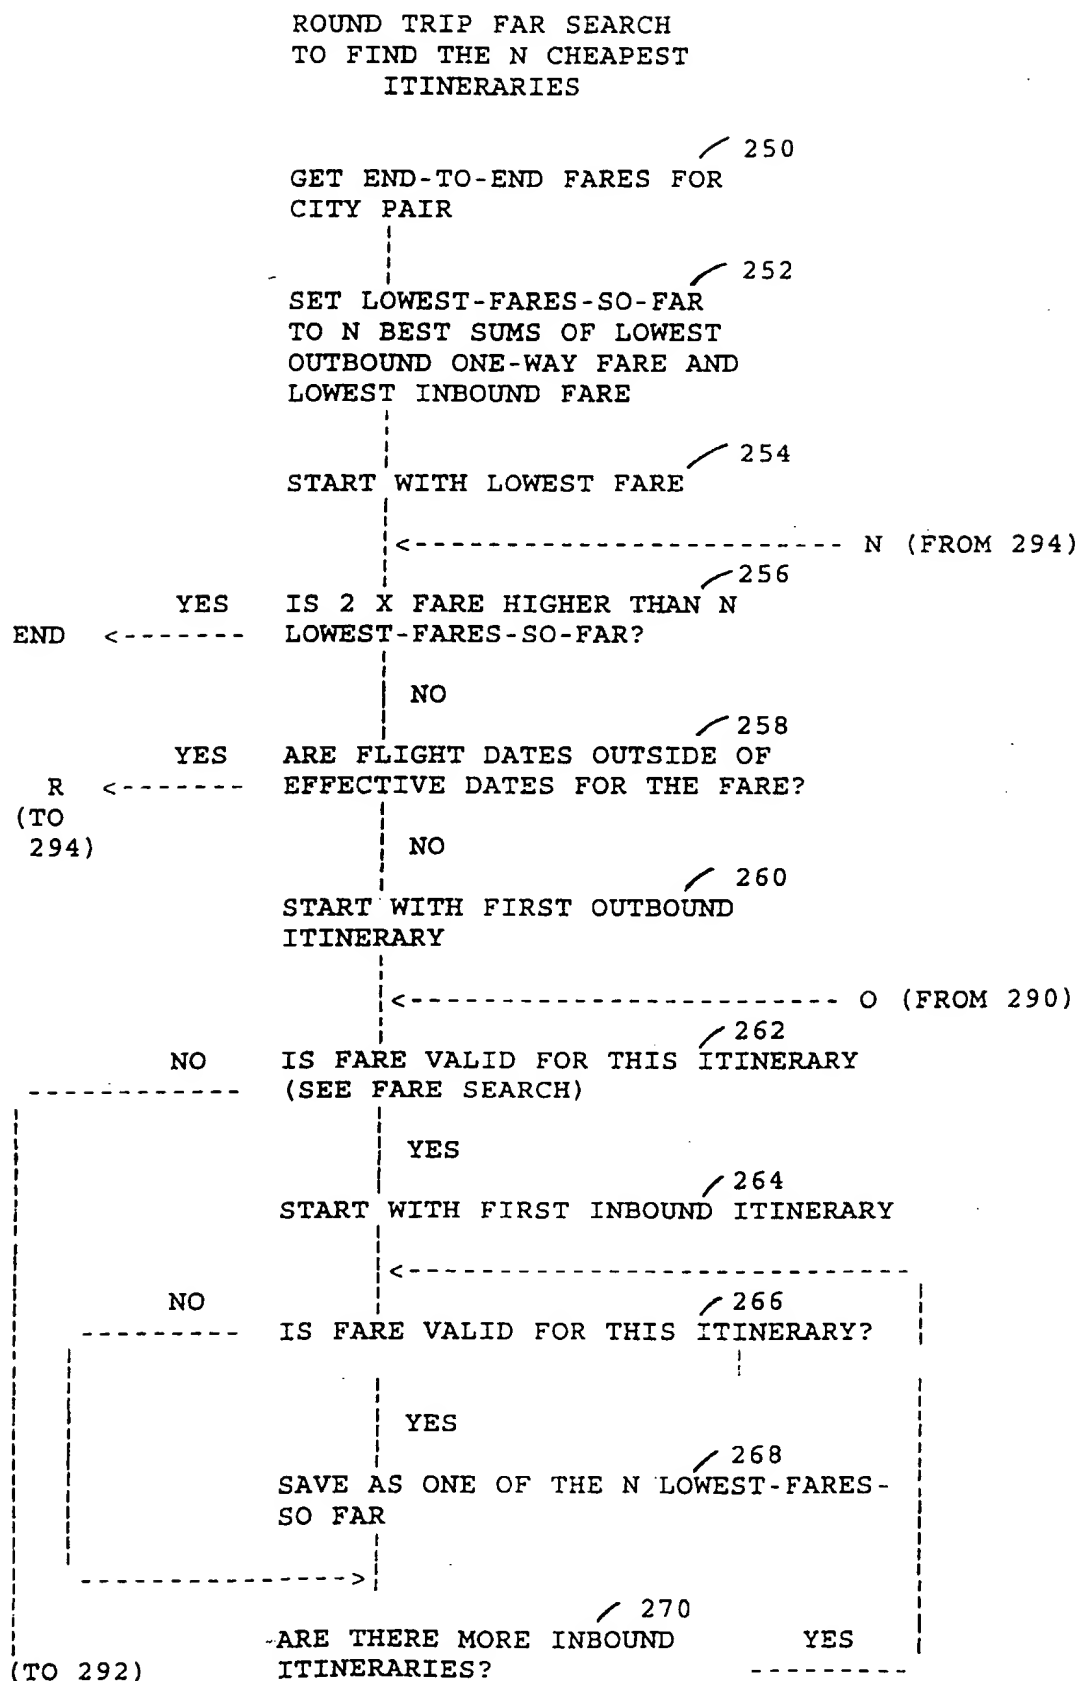 ROUND TRIP FAR SEARCH
TO FIND THE N CHEAPEST
ITINERARIES
250
GET END-TO-END FARES FOR
CITY PAIR
252
SET LOWEST-FARES-SO-FAR
TO N BEST SUMS OF LOWEST
OUTBOUND ONE-WAY FARE AND
LOWEST INBOUND FARE
254
START WITH LOWEST FARE
N (FROM 294)
256
YES IS 2 X FARE HIGHER THAN N
END LOWEST-FARES-SO-FAR?
NO
258
YES ARE FLIGHT DATES OUTSIDE OF
R EFFECTIVE DATES FOR THE FARE?
(TO
294)
NO
260
START WITH FIRST OUTBOUND
ITINERARY
O (FROM 290)
262
NO IS FARE VALID FOR THIS ITINERARY
(SEE FARE SEARCH)
YES
264
START WITH FIRST INBOUND ITINERARY
NO 266
IS FARE VALID FOR THIS ITINERARY?
YES
268
SAVE AS ONE OF THE N LOWEST-FARES-
SO FAR
270
ARE THERE MORE INBOUND YES
(TO 292) ITINERARIES?